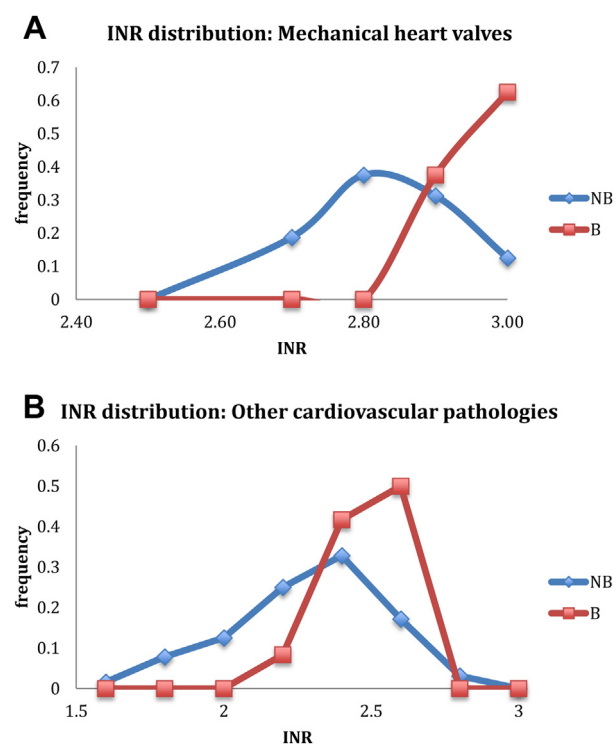 A
INR distribution: Mechanical heart valves
0.7
0.6
0.5
0.4
0.3
0.2
0.1
0
frequency
2.40 2.60 2.80 3.00
INR
NB
B
B
INR distribution: Other cardiovascular pathologies
0.6
0.5
0.4
0.3
0.2
0.1
0
frequency
1.5 2 2.5 3
INR
NB
B